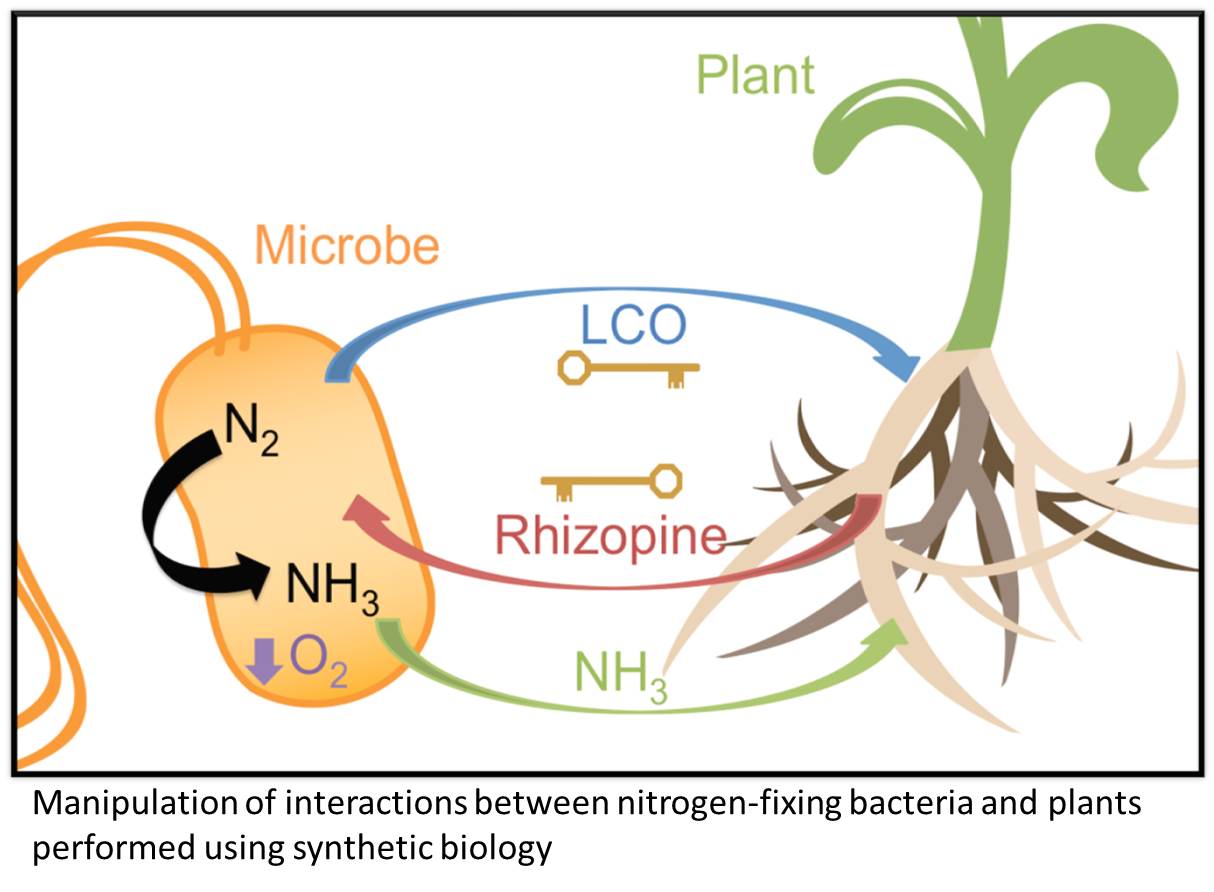 Plant
Microbe
LCO
N₂
Rhizopine
NH₃
O₂
NH₃
Manipulation of interactions between nitrogen-fixing bacteria and plants
performed using synthetic biology